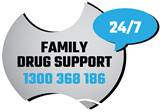 24/7
FAMILY
DRUG SUPPORT
1300 368 186